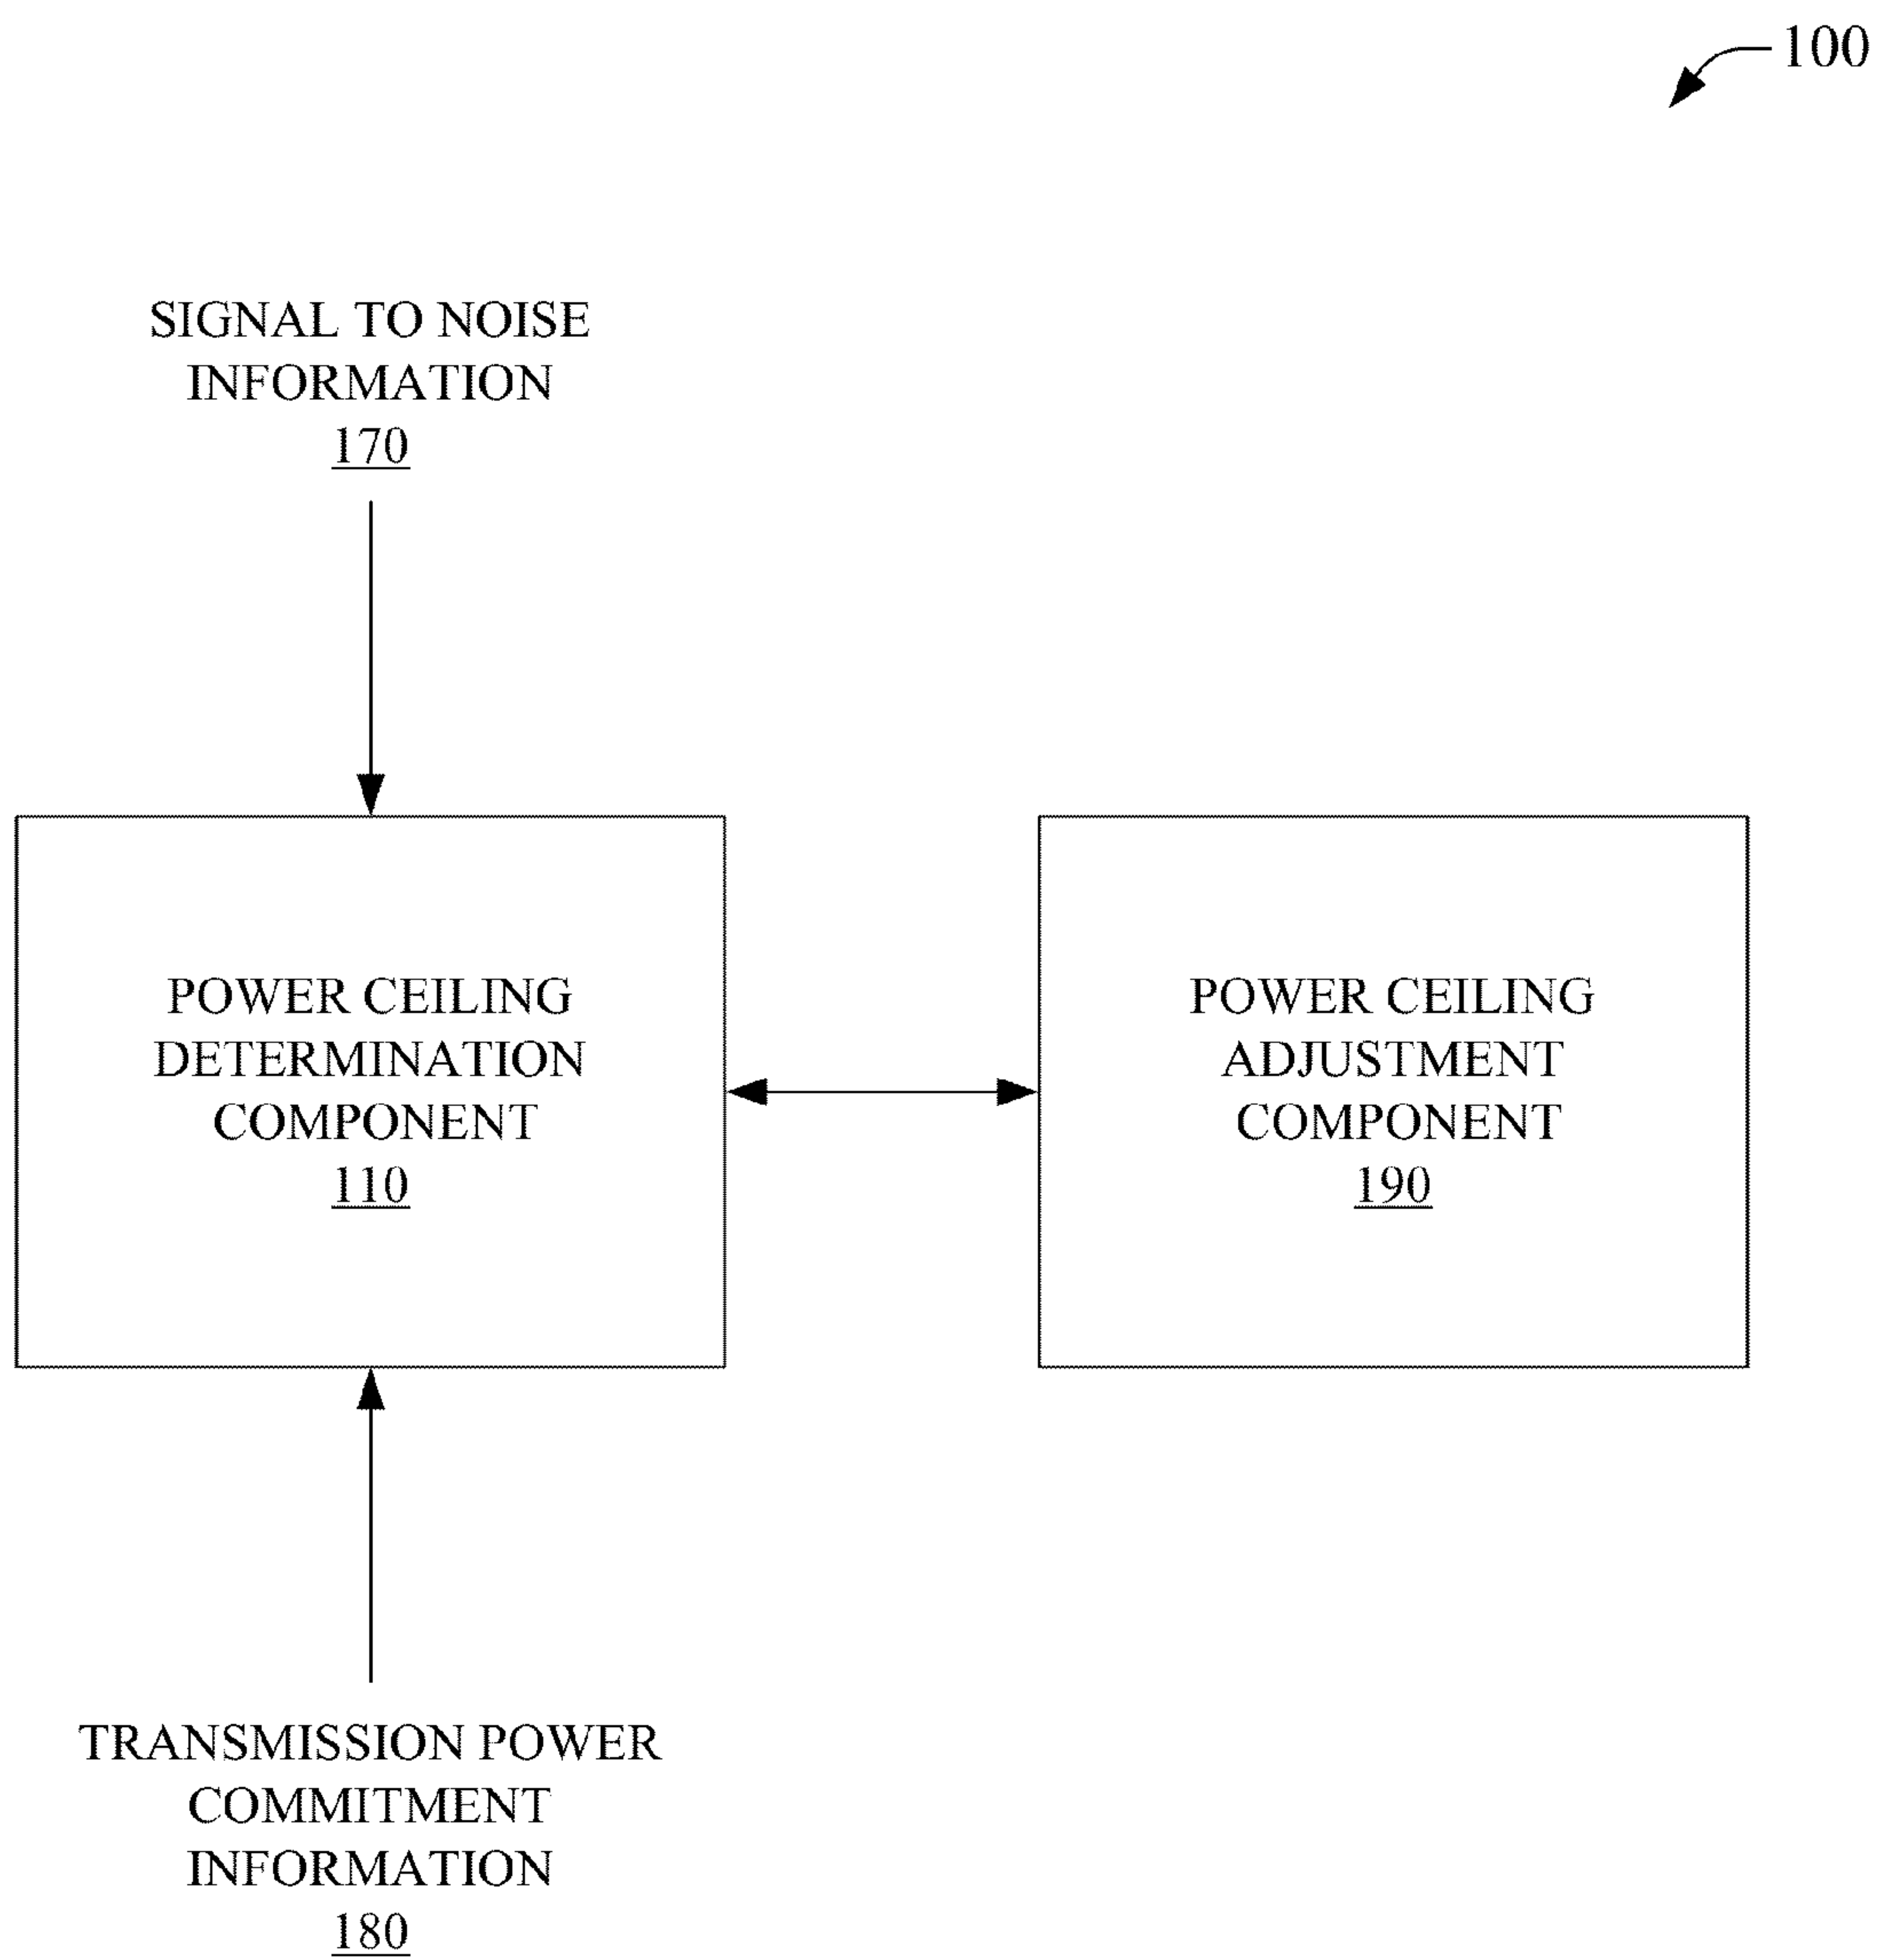 100
SIGNAL TO NOISE
INFORMATION
170
POWER CEILING
DETERMINATION
COMPONENT
110
POWER CEILING
ADJUSTMENT
COMPONENT
190
TRANSMISSION POWER
COMMITMENT
INFORMATION
180